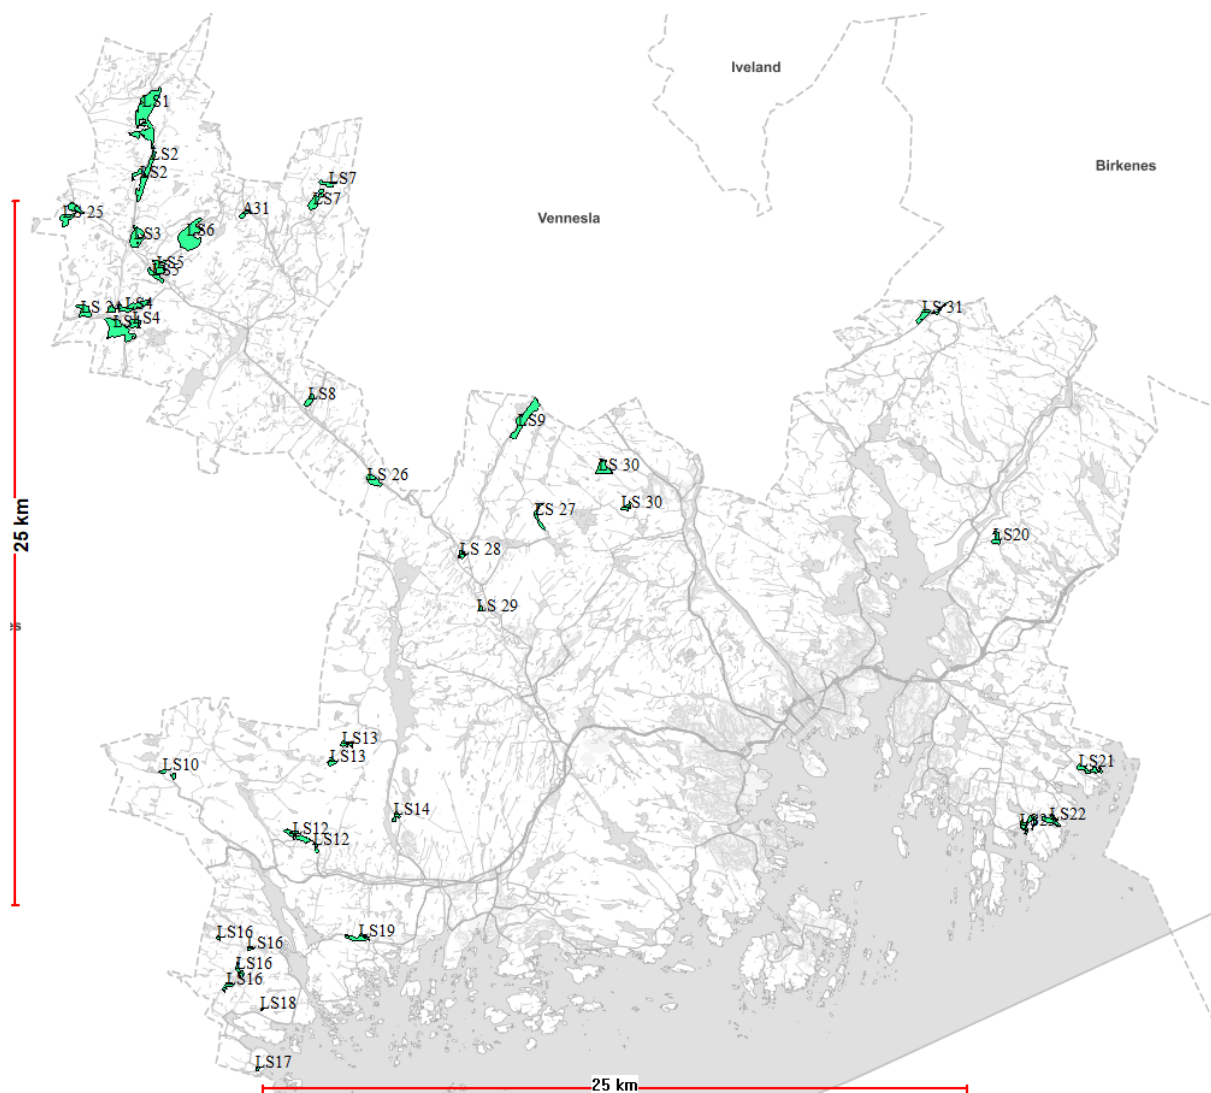 Iveland
LS1
Birkenes
LS2
LS2
LS7
LS7
LS 25
A31
Vennesla
LS3
LS6
LS5
LS5
LS4
LS 31
LS4
LS8
LS9
LS 30
LS 26
LS 30
LS 27
25 km
LS20
LS 28
LS 29
LS13
LS13
LS10
LS21
LS14
LS22
LS12
LS12
LS19
LS16
LS16
LS16
LS16
LS18
LS17
25 km